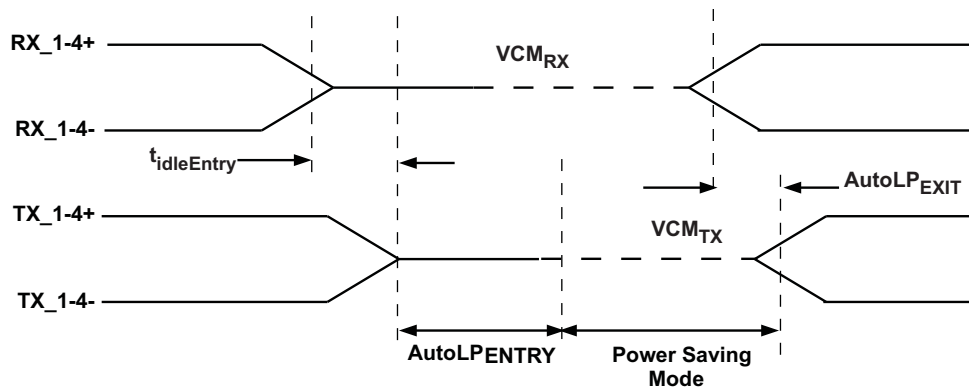 RX_1-4+
VCMRX
RX_1-4-
tidleEntry
AutoLPEXIT
TX_1-4+
VCMTX
TX_1-4-
AutoLPENTRY
Power Saving
Mode